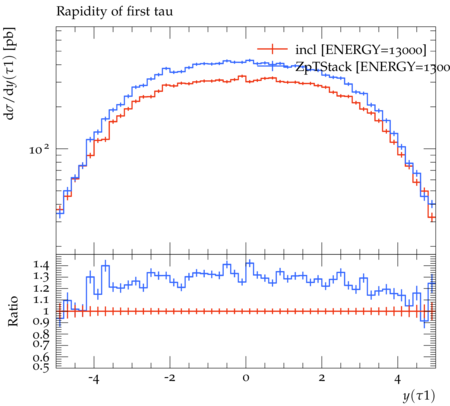 Rapidity of first tau
dσ/dy(τ1) [pb]
incl [ENERGY=13000]
ZpTStack [ENERGY=1300
10²
1.4
1.3
1.2
1.1
1
0.9
0.8
0.7
0.6
0.5
Ratio
-4 -2 0 2 4
y(τ1)